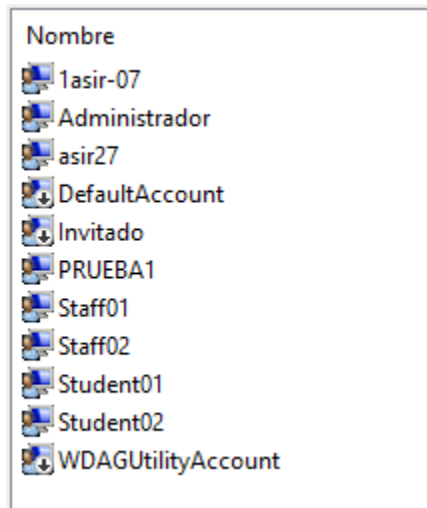 Nombre
1asir-07
Administrador
asir27
DefaultAccount
Invitado
PRUEBA1
Staff01
Staff02
Student01
Student02
WDAGUtilityAccount